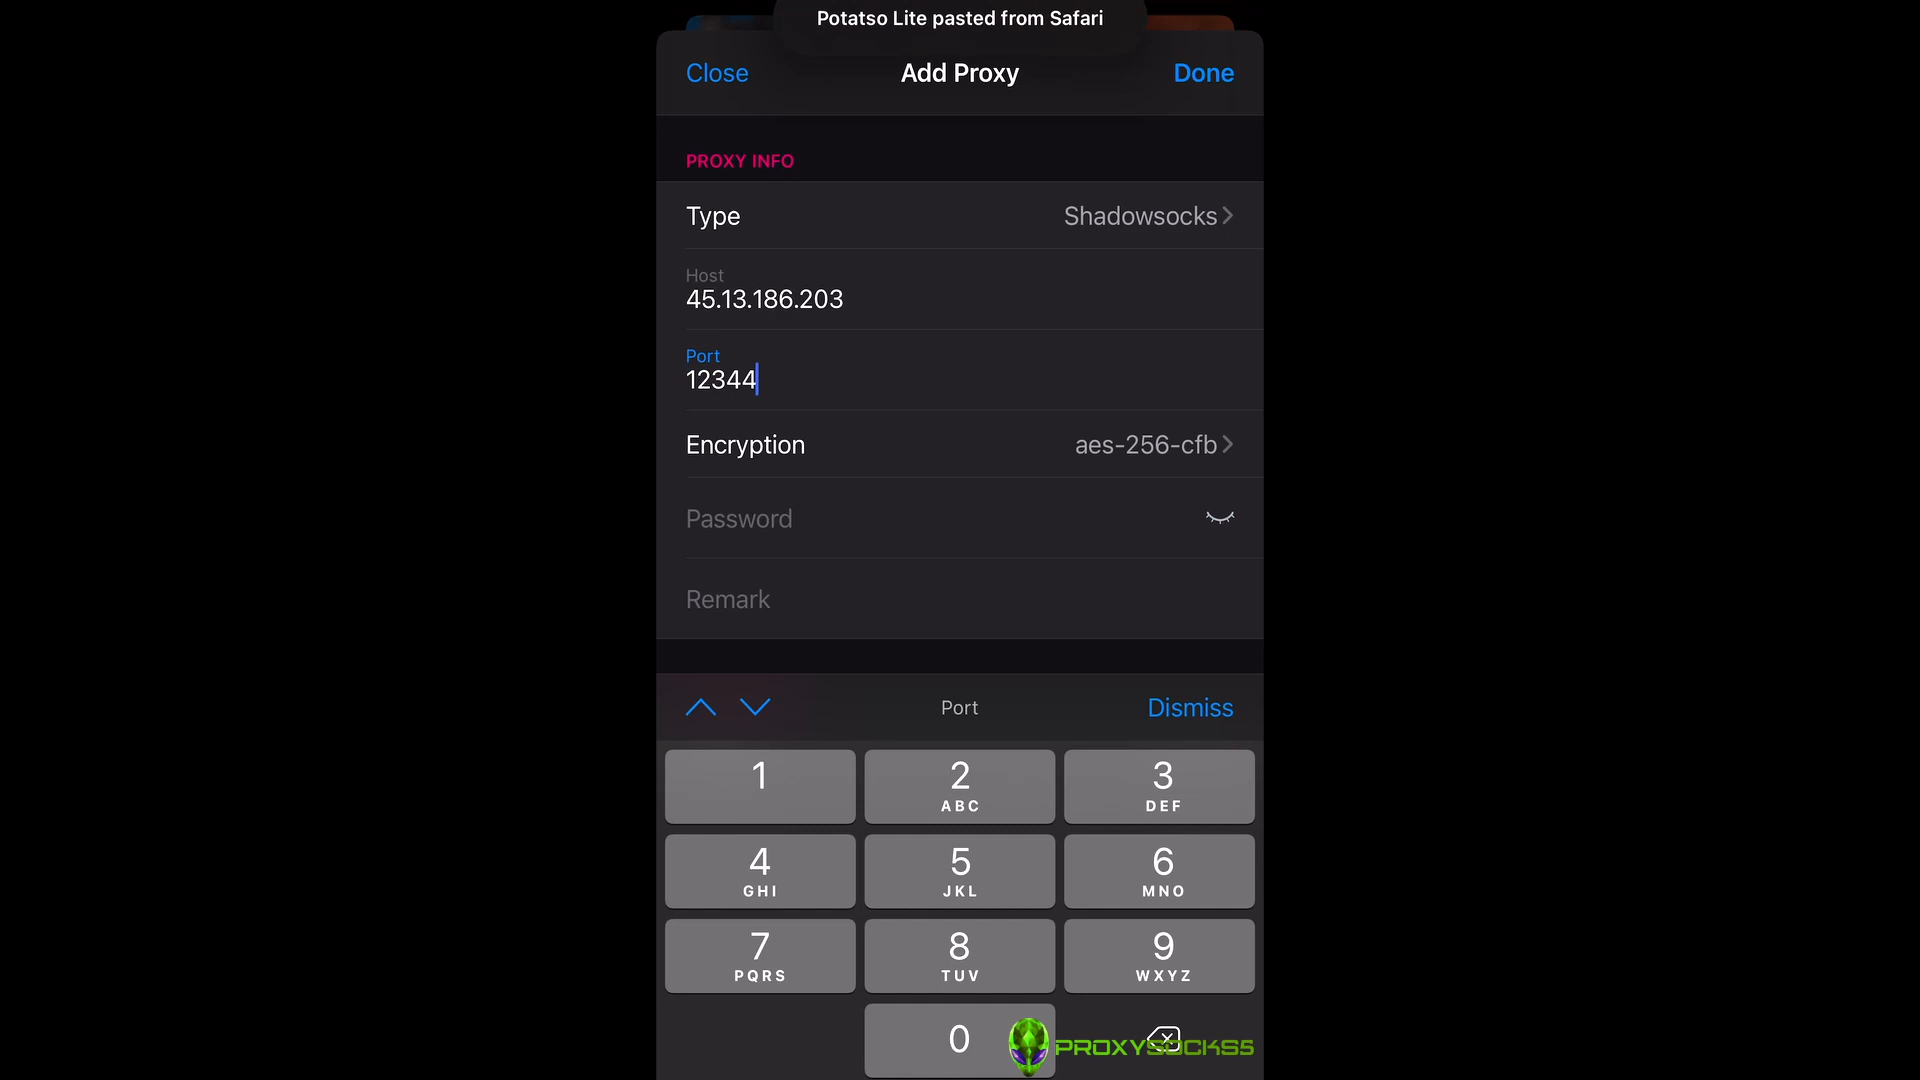 Potatso Lite pasted from Safari
Close
Add Proxy
Done
PROXY INFO
Type
Shadowsocks
Host
45.13.186.203
Port
12344
Encryption
aes-256-cfb
Password
Remark
Port
Dismiss
1
2
ABC
3
DEF
4
GHI
5
JKL
6
MNO
7
PQRS
8
TUV
9
WXYZ
0
PROXYSOCKS5